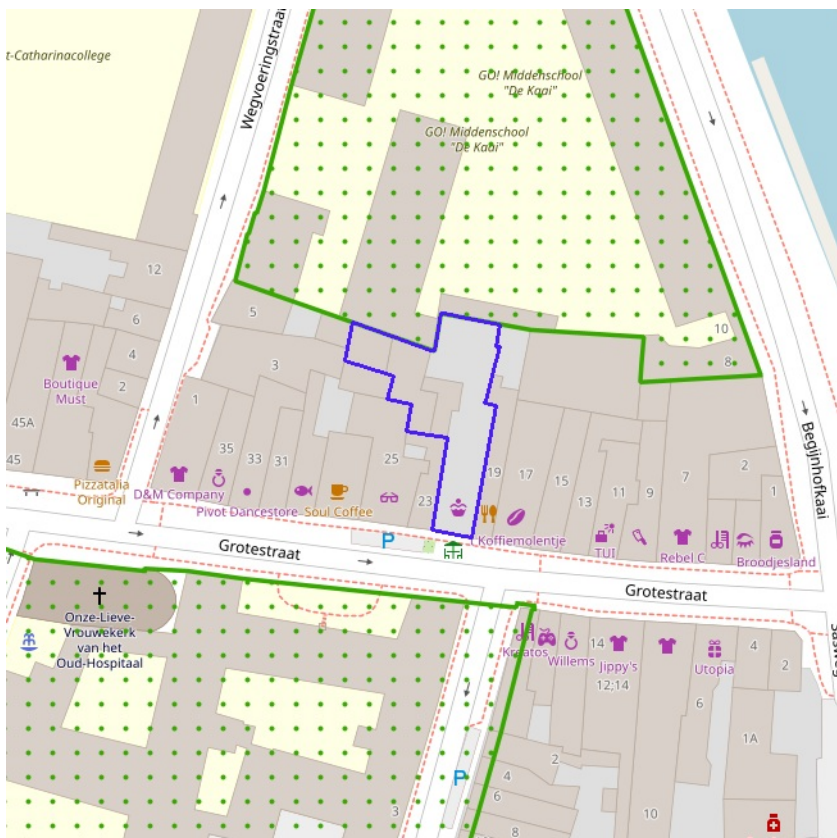 t-Catharinacollege
Wegvoeringstraat
GO! Middenschool
"De Kaai"
GO! Middenschool
"De Kaai"
12
6
4
2
5
3
1
10
8
Boutique
Must
45A
45
Pizzatalia
Original
35
33
31
25
23
19
17
15
13
11
9
7
2
1
D&M Company
Pivot Dancestore
Soul Coffee
Koffiemolentje
TUI
Rebel C
Broodjesland
Begijnhofkaai
P
Grotestraat
Grotestraat
Onze-Lieve-
Vrouwekerk
van het
Oud-Hospitaal
Kreatos
Willems
14
Jippy's
12;14
Utopia
4
2
6
1A
2
4
6
8
10
3
P